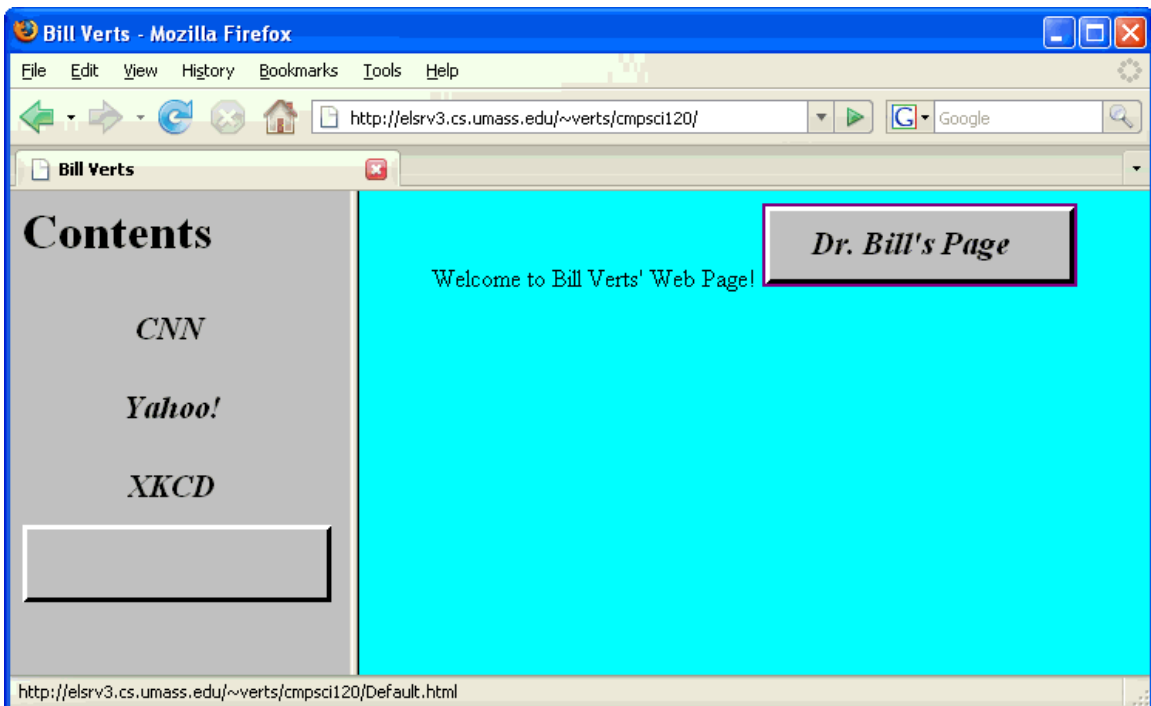 Bill Verts - Mozilla Firefox
File Edit View History Bookmarks Tools Help
http://elsrv3.cs.umass.edu/~verts/cmpsci120/
G Google
Bill Verts
Contents
CNN
Yahoo!
XKCD
Dr. Bill's Page
Welcome to Bill Verts' Web Page!
http://elsrv3.cs.umass.edu/~verts/cmpsci120/Default.html